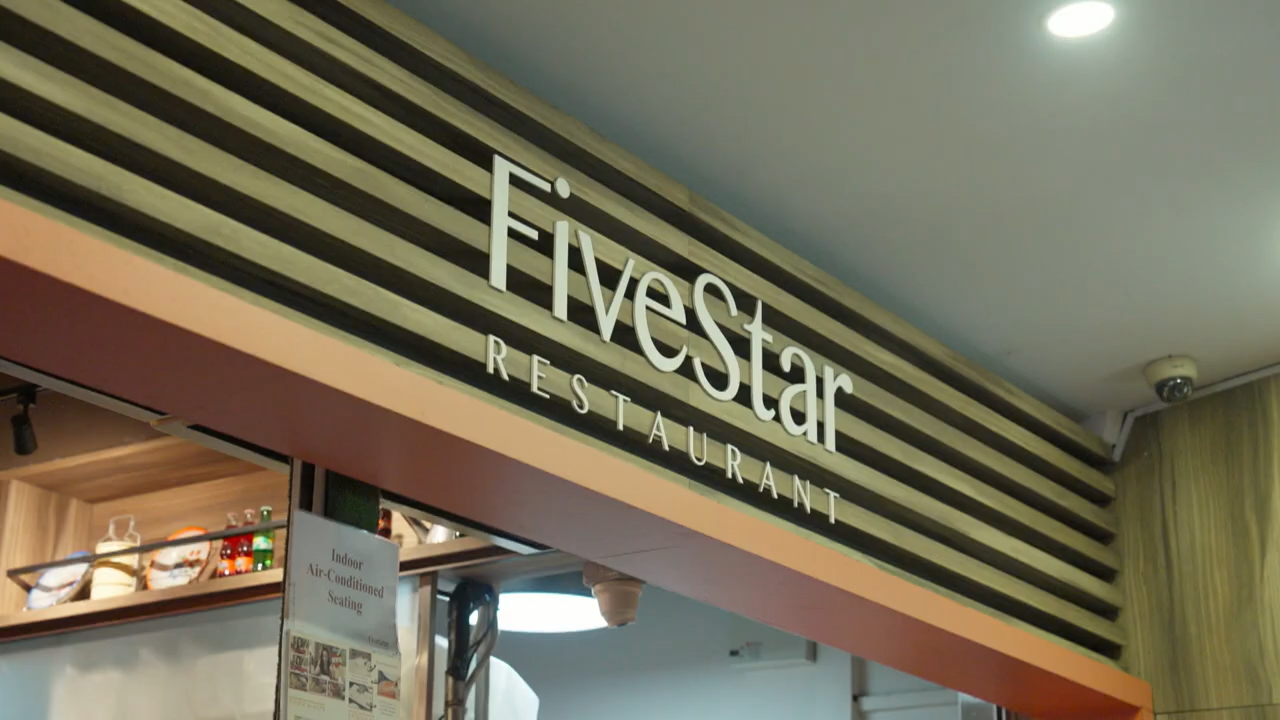 FiveStar
RESTAURANT
Indoor
Air-Conditioned
Seating